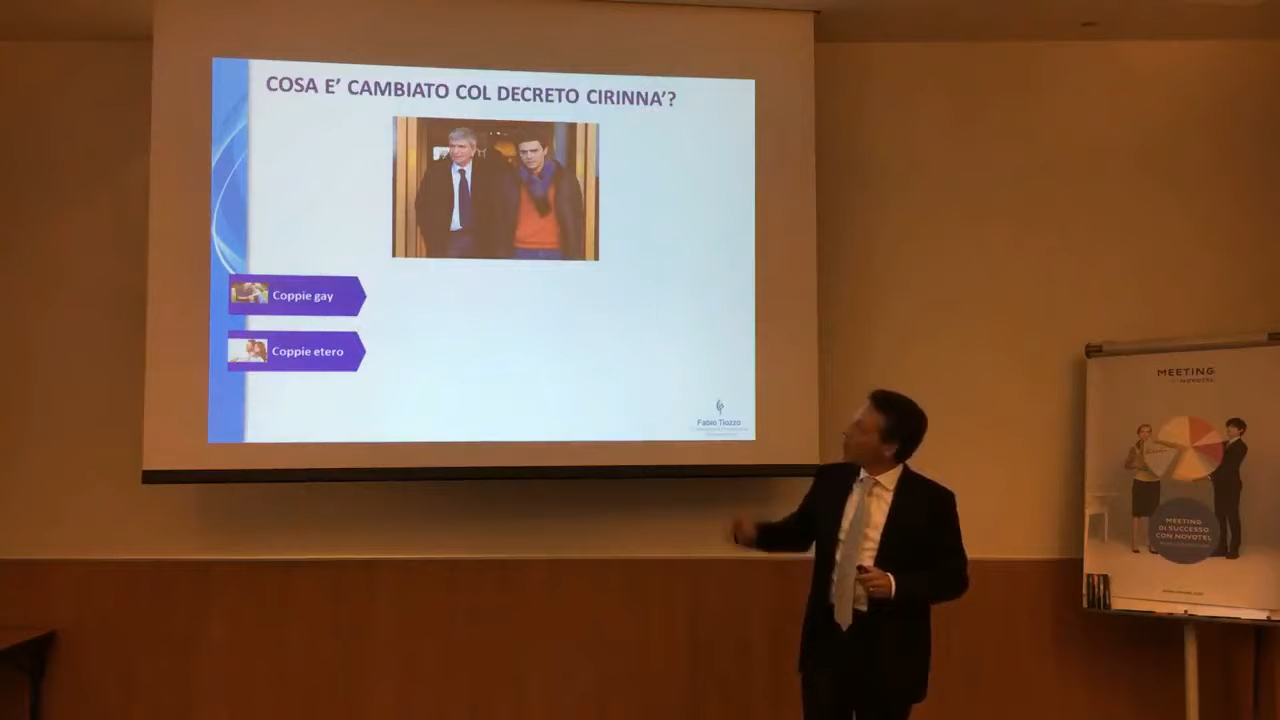 COSA E' CAMBIATO COL DECRETO CIRINNA'?
Coppie gay
Coppie etero
Fabio Tiozzo
MEETING
NOVOTEL
MEETING
DI SUCCESSO
CON NOVOTEL